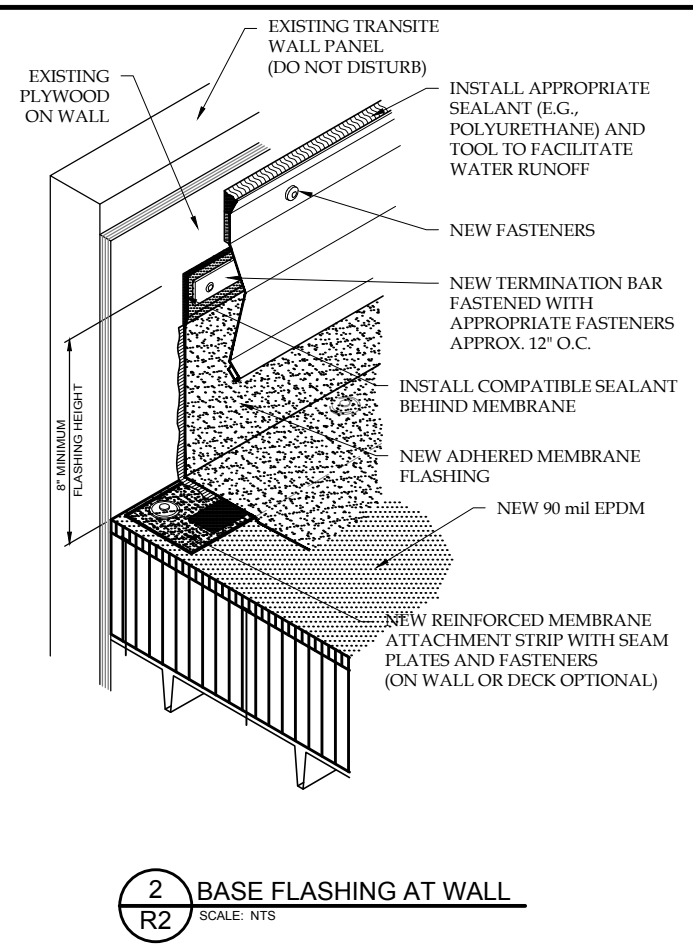 EXISTING TRANSITE
WALL PANEL
(DO NOT DISTURB)
EXISTING
PLYWOOD
ON WALL
INSTALL APPROPRIATE
SEALANT (E.G.,
POLYURETHANE) AND
TOOL TO FACILITATE
WATER RUNOFF
NEW FASTENERS
NEW TERMINATION BAR
FASTENED WITH
APPROPRIATE FASTENERS
APPROX. 12" O.C.
INSTALL COMPATIBLE SEALANT
BEHIND MEMBRANE
8" MINIMUM
FLASHING HEIGHT
NEW ADHERED MEMBRANE
FLASHING
NEW 90 mil EPDM
NEW REINFORCED MEMBRANE
ATTACHMENT STRIP WITH SEAM
PLATES AND FASTENERS
(ON WALL OR DECK OPTIONAL)
2
R2
BASE FLASHING AT WALL
SCALE: NTS